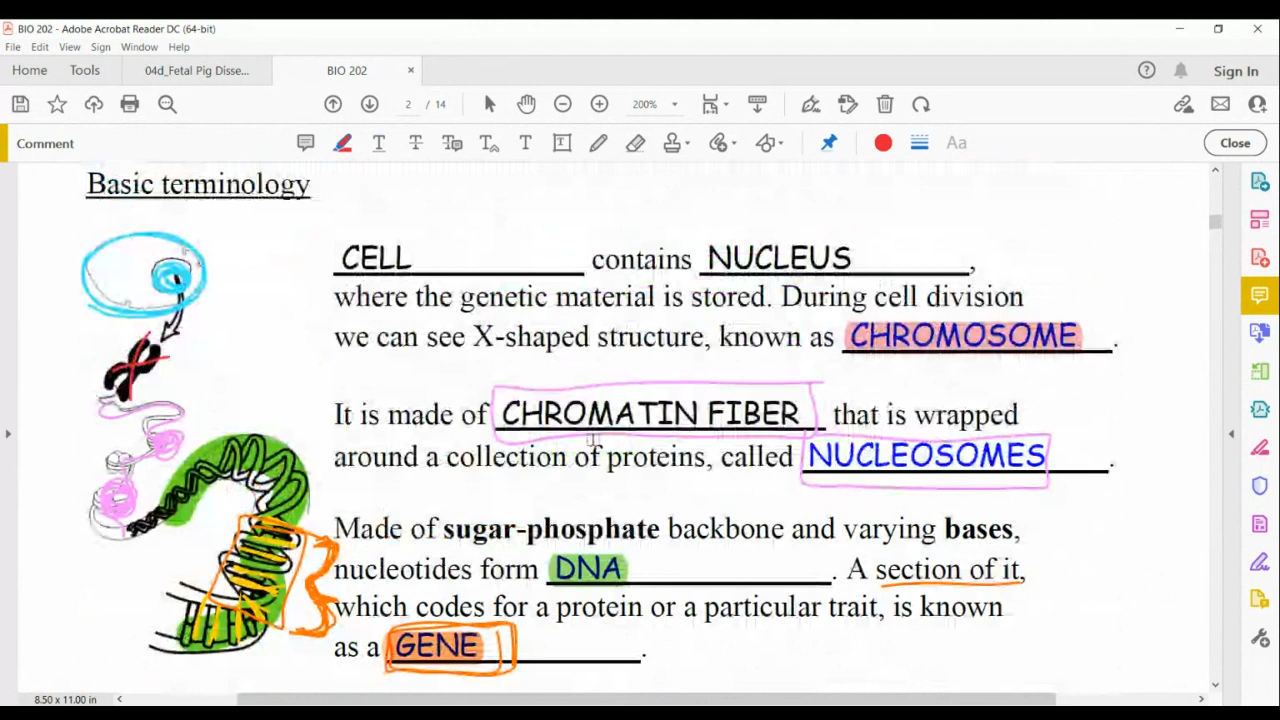 BIO 202 - Adobe Acrobat Reader DC (64-bit)
File Edit View Sign Window Help
Home Tools 04d_Fetal Pig Disse... BIO 202 × Sign In
2 / 14 200%
Comment Aa Close
Basic terminology
CELL contains NUCLEUS,
where the genetic material is stored. During cell division
we can see X-shaped structure, known as CHROMOSOME.
It is made of CHROMATIN FIBER that is wrapped
around a collection of proteins, called NUCLEOSOMES.
Made of sugar-phosphate backbone and varying bases,
nucleotides form DNA. A section of it,
which codes for a protein or a particular trait, is known
as a GENE.
8.50 x 11.00 in